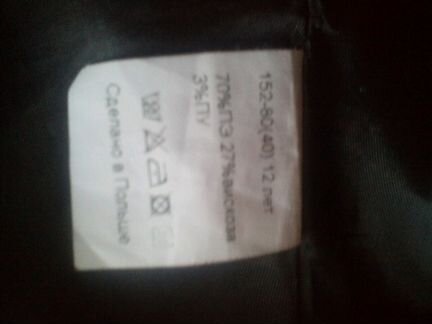 152-80(40) 12 лет
70%ПЭ 27%вискоза
3%ПУ
Сделано в Польше